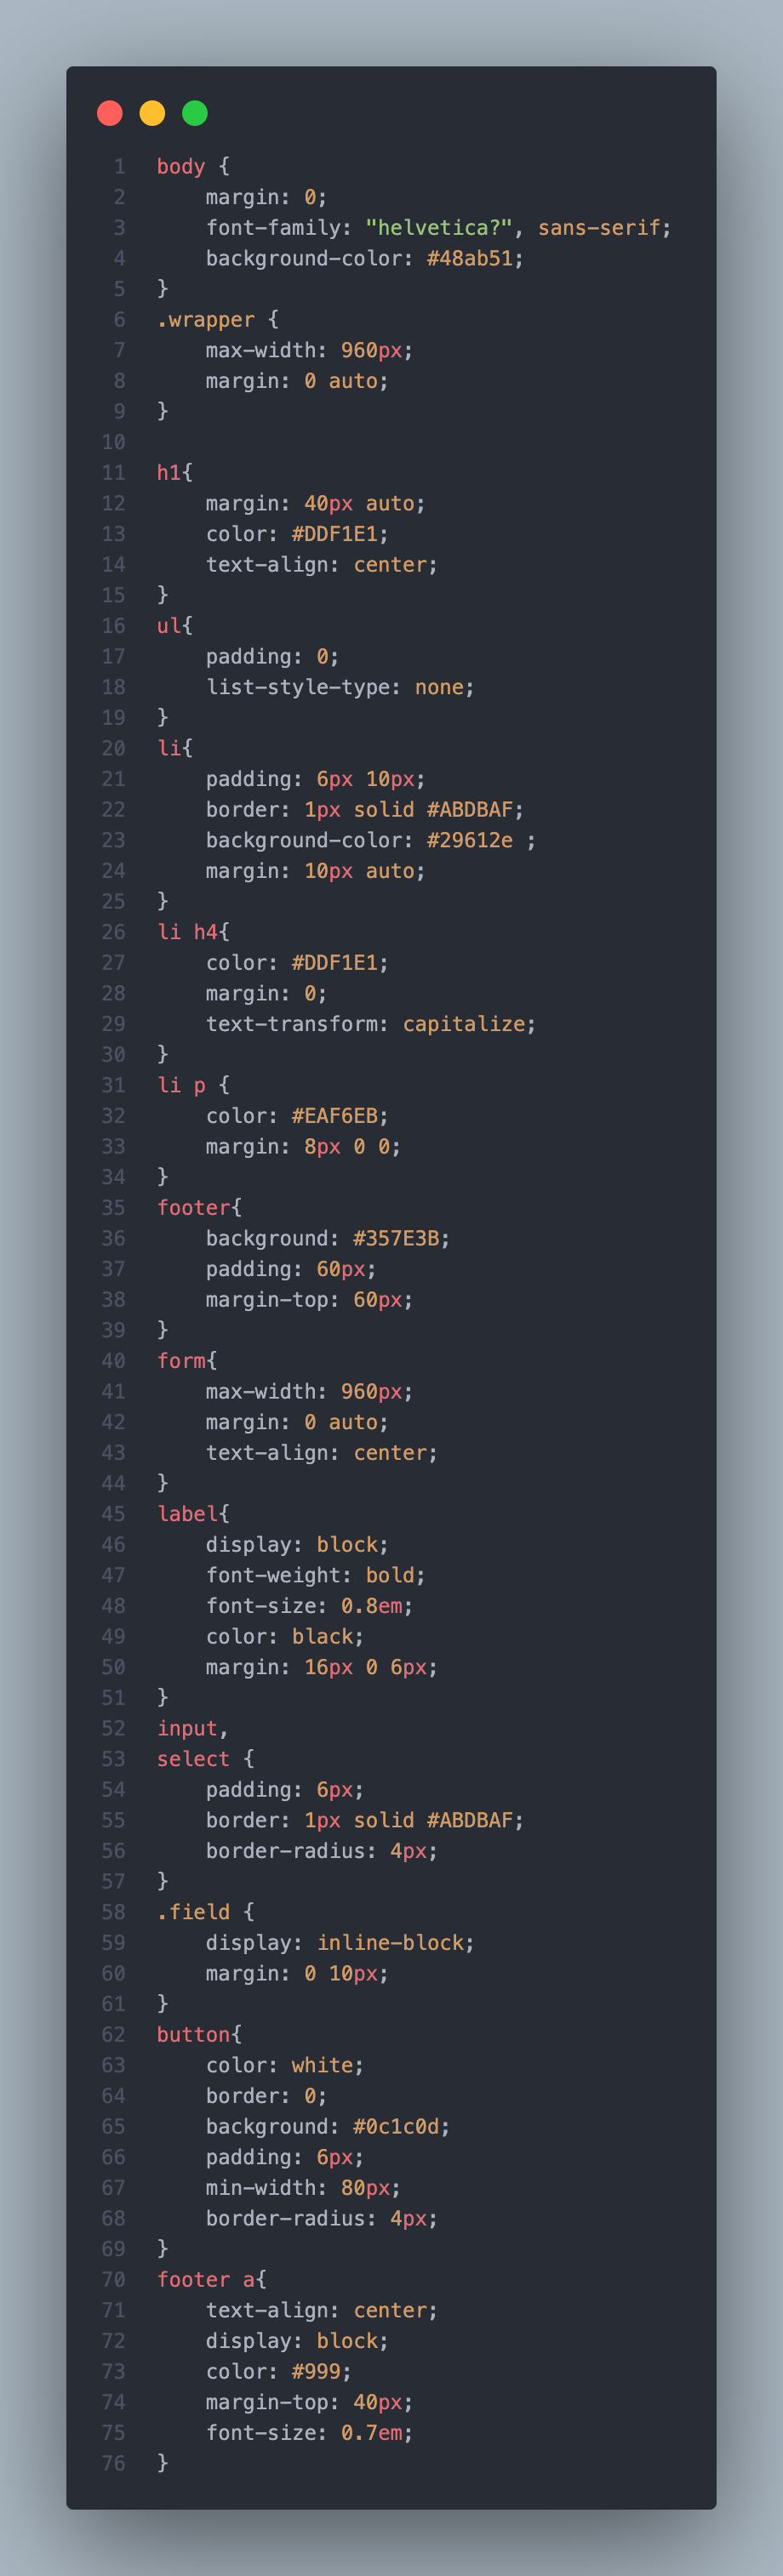 1 body {
2     margin: 0;
3     font-family: "helvetica?", sans-serif;
4     background-color: #48ab51;
5 }
6 .wrapper {
7     max-width: 960px;
8     margin: 0 auto;
9 }
10
11 h1{
12     margin: 40px auto;
13     color: #DDF1E1;
14     text-align: center;
15 }
16 ul{
17     padding: 0;
18     list-style-type: none;
19 }
20 li{
21     padding: 6px 10px;
22     border: 1px solid #ABDBAF;
23     background-color: #29612e ;
24     margin: 10px auto;
25 }
26 li h4{
27     color: #DDF1E1;
28     margin: 0;
29     text-transform: capitalize;
30 }
31 li p {
32     color: #EAF6EB;
33     margin: 8px 0 0;
34 }
35 footer{
36     background: #357E3B;
37     padding: 60px;
38     margin-top: 60px;
39 }
40 form{
41     max-width: 960px;
42     margin: 0 auto;
43     text-align: center;
44 }
45 label{
46     display: block;
47     font-weight: bold;
48     font-size: 0.8em;
49     color: black;
50     margin: 16px 0 6px;
51 }
52 input,
53 select {
54     padding: 6px;
55     border: 1px solid #ABDBAF;
56     border-radius: 4px;
57 }
58 .field {
59     display: inline-block;
60     margin: 0 10px;
61 }
62 button{
63     color: white;
64     border: 0;
65     background: #0c1c0d;
66     padding: 6px;
67     min-width: 80px;
68     border-radius: 4px;
69 }
70 footer a{
71     text-align: center;
72     display: block;
73     color: #999;
74     margin-top: 40px;
75     font-size: 0.7em;
76 }